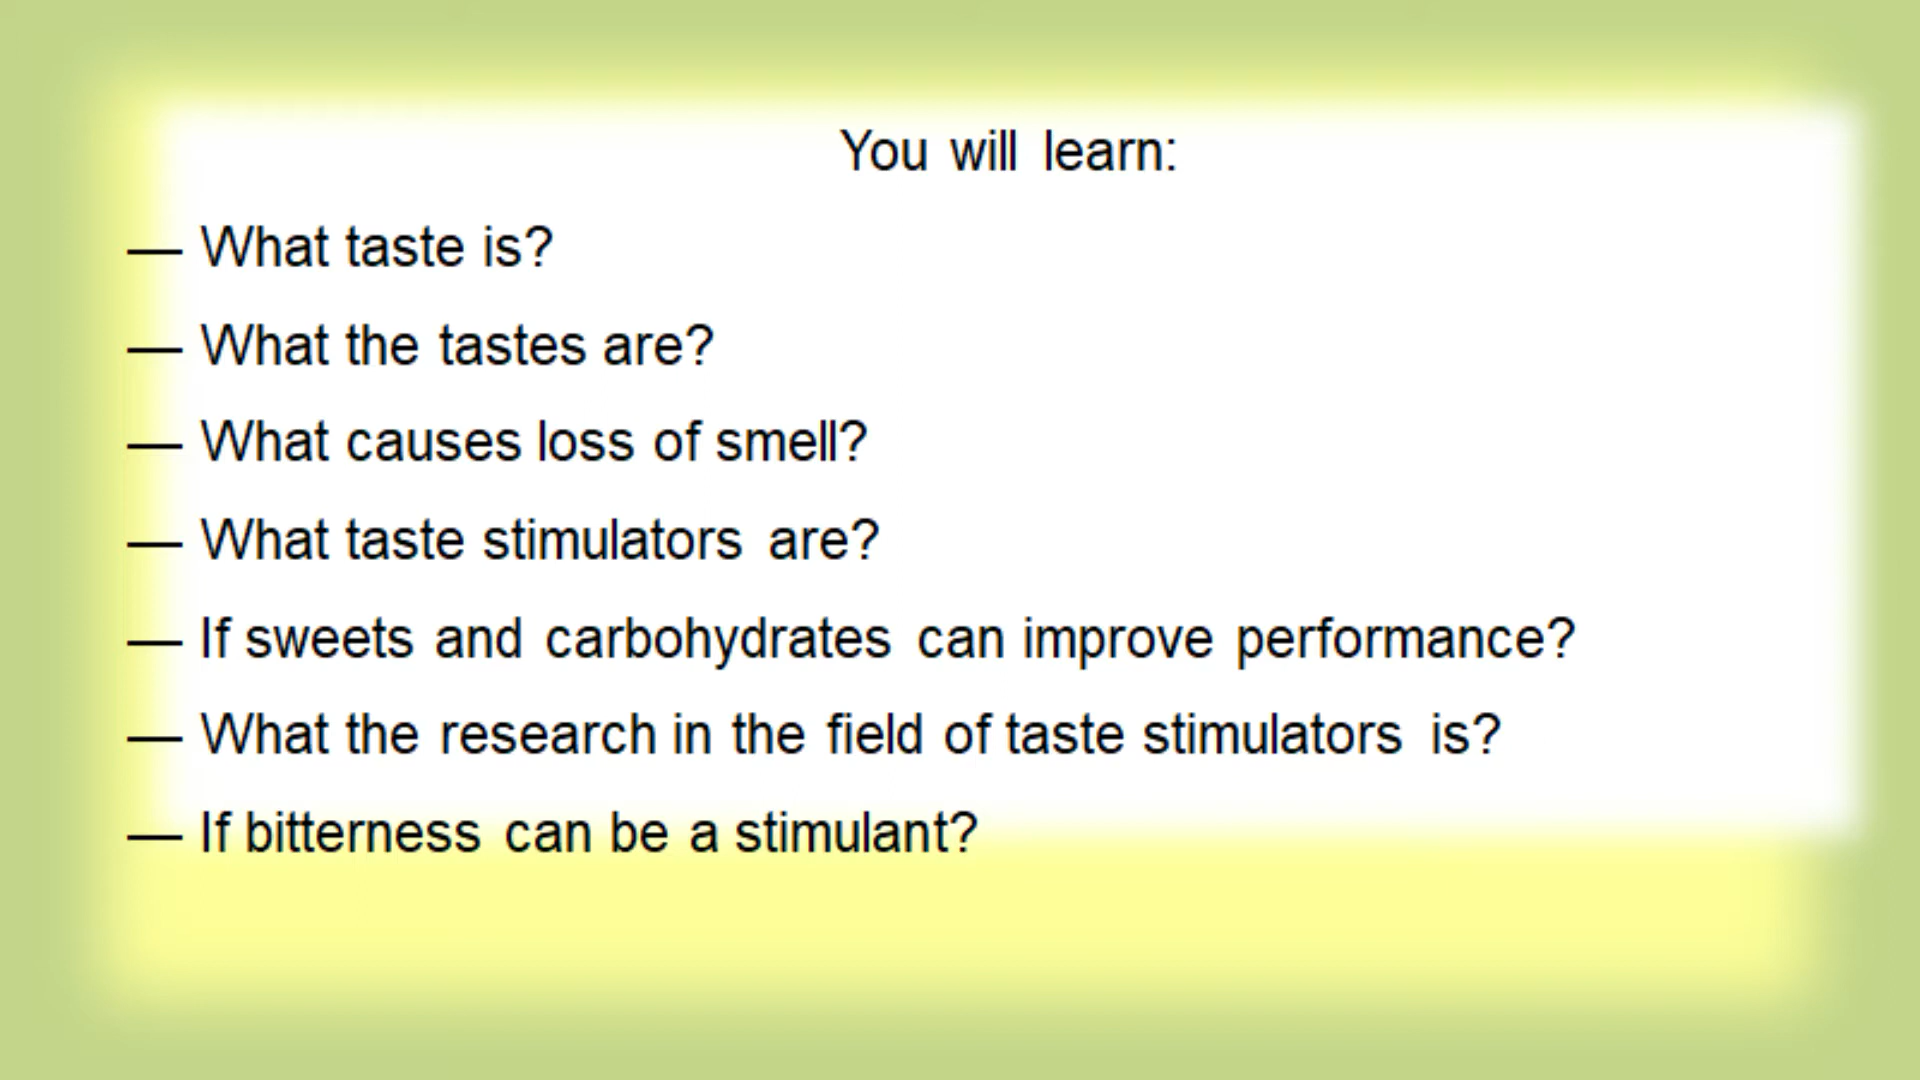 You will learn:
— What taste is?
— What the tastes are?
— What causes loss of smell?
— What taste stimulators are?
— If sweets and carbohydrates can improve performance?
— What the research in the field of taste stimulators is?
— If bitterness can be a stimulant?